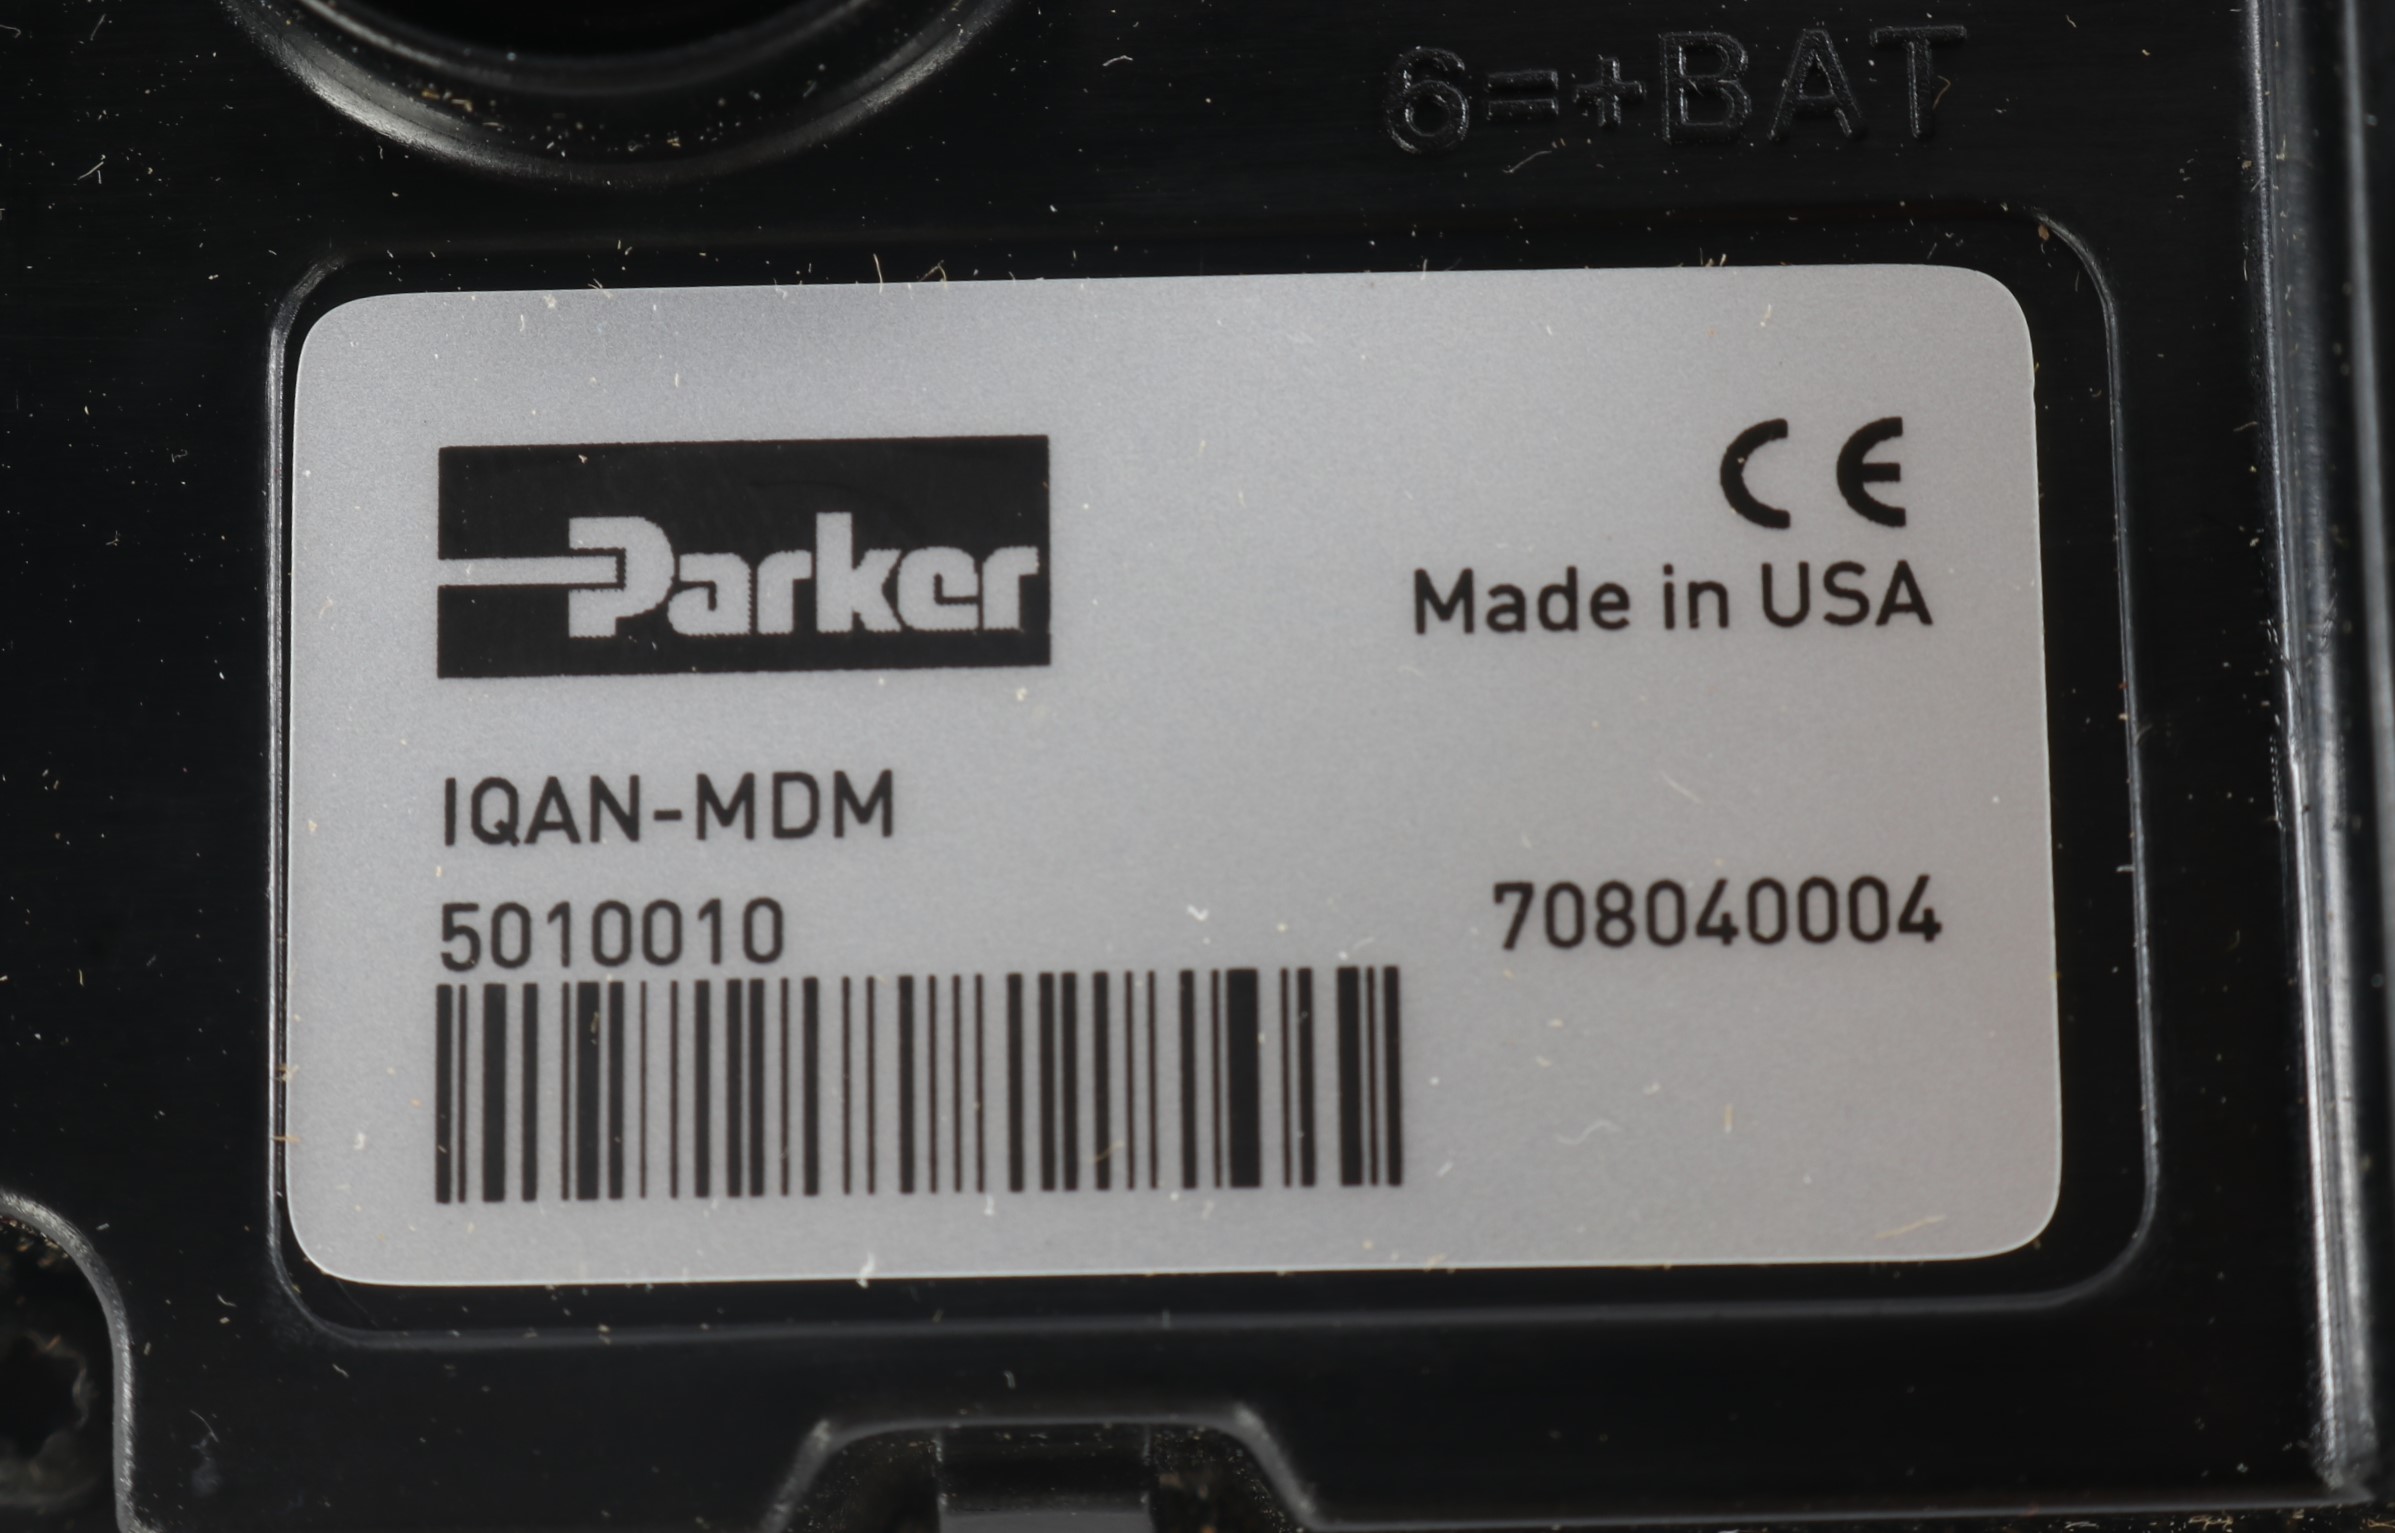 6=+BAT
Parker
CE
Made in USA
IQAN-MDM
5010010
708040004